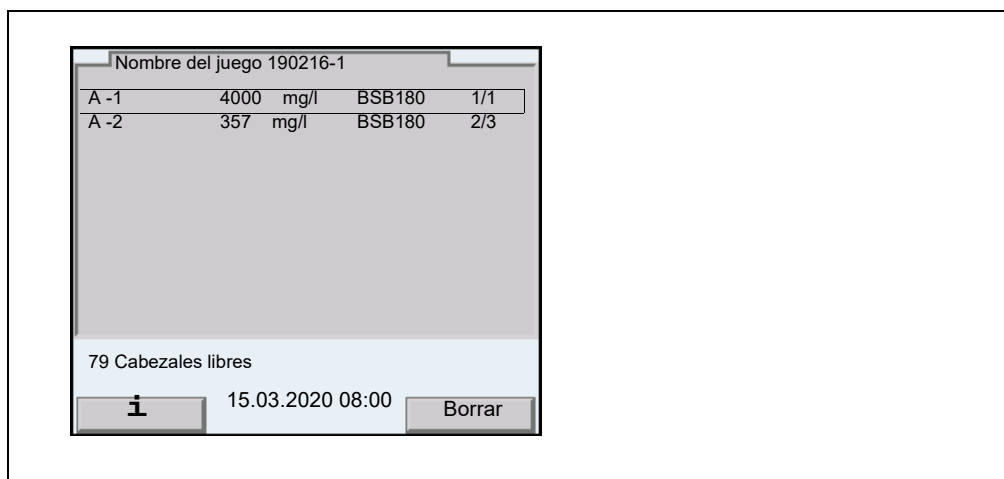 Nombre del juego 190216-1
A -1 4000 mg/l BSB180 1/1
A -2 357 mg/l BSB180 2/3
79 Cabezales libres
i 15.03.2020 08:00 Borrar